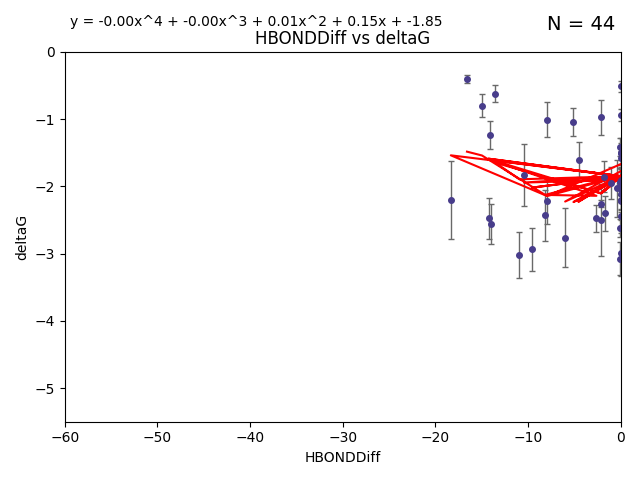 y = -0.00x^4 + -0.00x^3 + 0.01x^2 + 0.15x + -1.85
N = 44
HBONDDiff vs deltaG
0
−1
−2
−3
−4
−5
deltaG
−60 −50 −40 −30 −20 −10 0
HBONDDiff